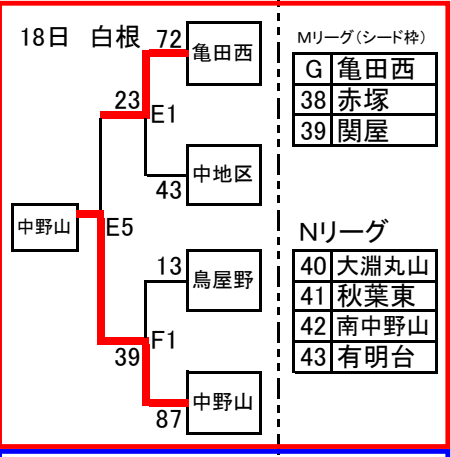 18日 白根
72
亀田西
23
E1
43
中地区
中野山
E5
13
鳥屋野
F1
39
87
中野山
Mリーグ(シード枠)
G 亀田西
38 赤塚
39 関屋
Nリーグ
40 大淵丸山
41 秋葉東
42 南中野山
43 有明台